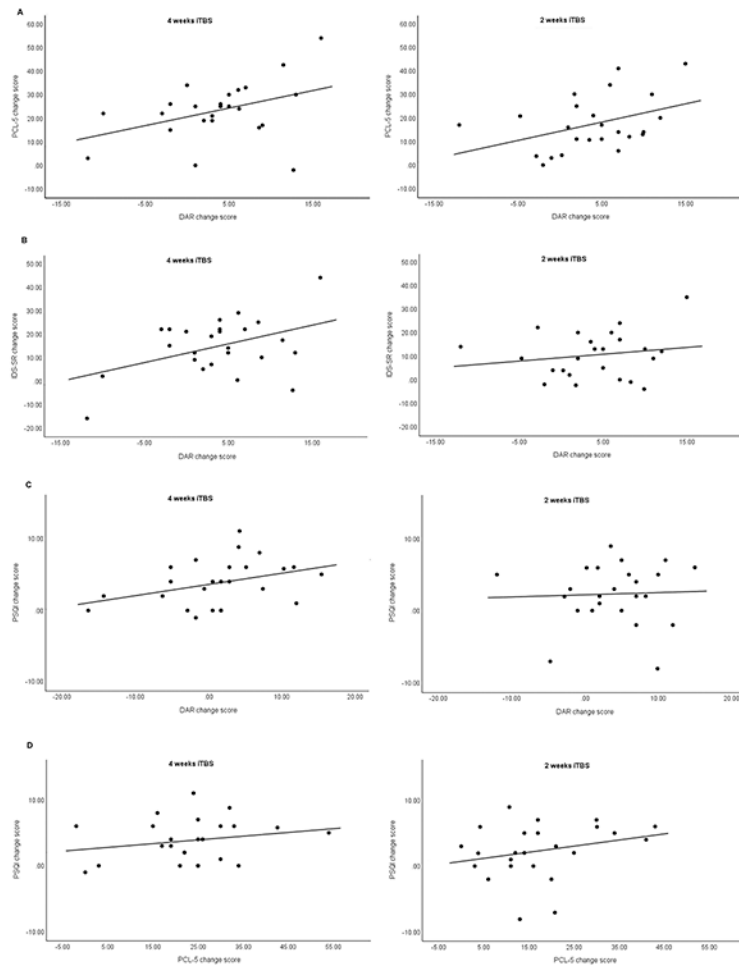 A
4 weeks iTBS
60.00
50.00
40.00
30.00
20.00
10.00
.00
-10.00
PCL-5 change score
-15.00 -5.00 5.00 15.00
DAR change score
2 weeks iTBS
60.00
50.00
40.00
30.00
20.00
10.00
.00
-10.00
PCL-5 change score
-15.00 -5.00 5.00 15.00
DAR change score
B
4 weeks iTBS
50.00
40.00
30.00
20.00
10.00
.00
-10.00
-20.00
IDS-SR change score
-15.00 -5.00 5.00 15.00
DAR change score
2 weeks iTBS
50.00
40.00
30.00
20.00
10.00
.00
-10.00
-20.00
IDS-SR change score
-15.00 -5.00 5.00 15.00
DAR change score
C
4 weeks iTBS
10.00
.00
-10.00
PSQI change score
-20.00 -10.00 .00 10.00 20.00
DAR change score
2 weeks iTBS
10.00
.00
-10.00
PSQI change score
-20.00 -10.00 .00 10.00 20.00
DAR change score
D
4 weeks iTBS
10.00
.00
-10.00
PSQI change score
-5.00 5.00 15.00 25.00 35.00 45.00 55.00
PCL-5 change score
2 weeks iTBS
10.00
.00
-10.00
PSQI change score
-5.00 5.00 15.00 25.00 35.00 45.00 55.00
PCL-5 change score